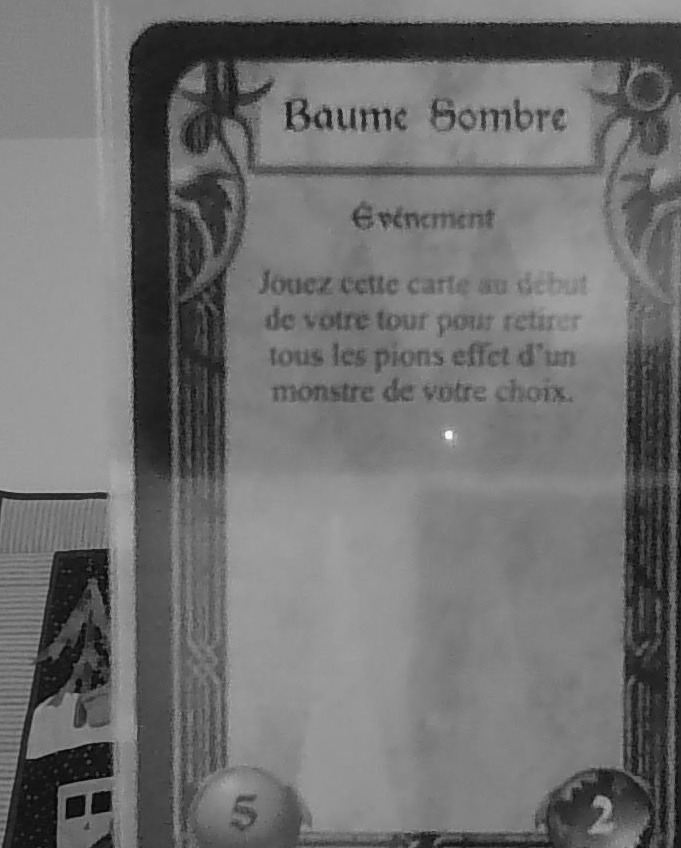 Baume Sombre
Événement
Jouez cette carte au début
de votre tour pour retirer
tous les pions effet d'un
monstre de votre choix.
5
2